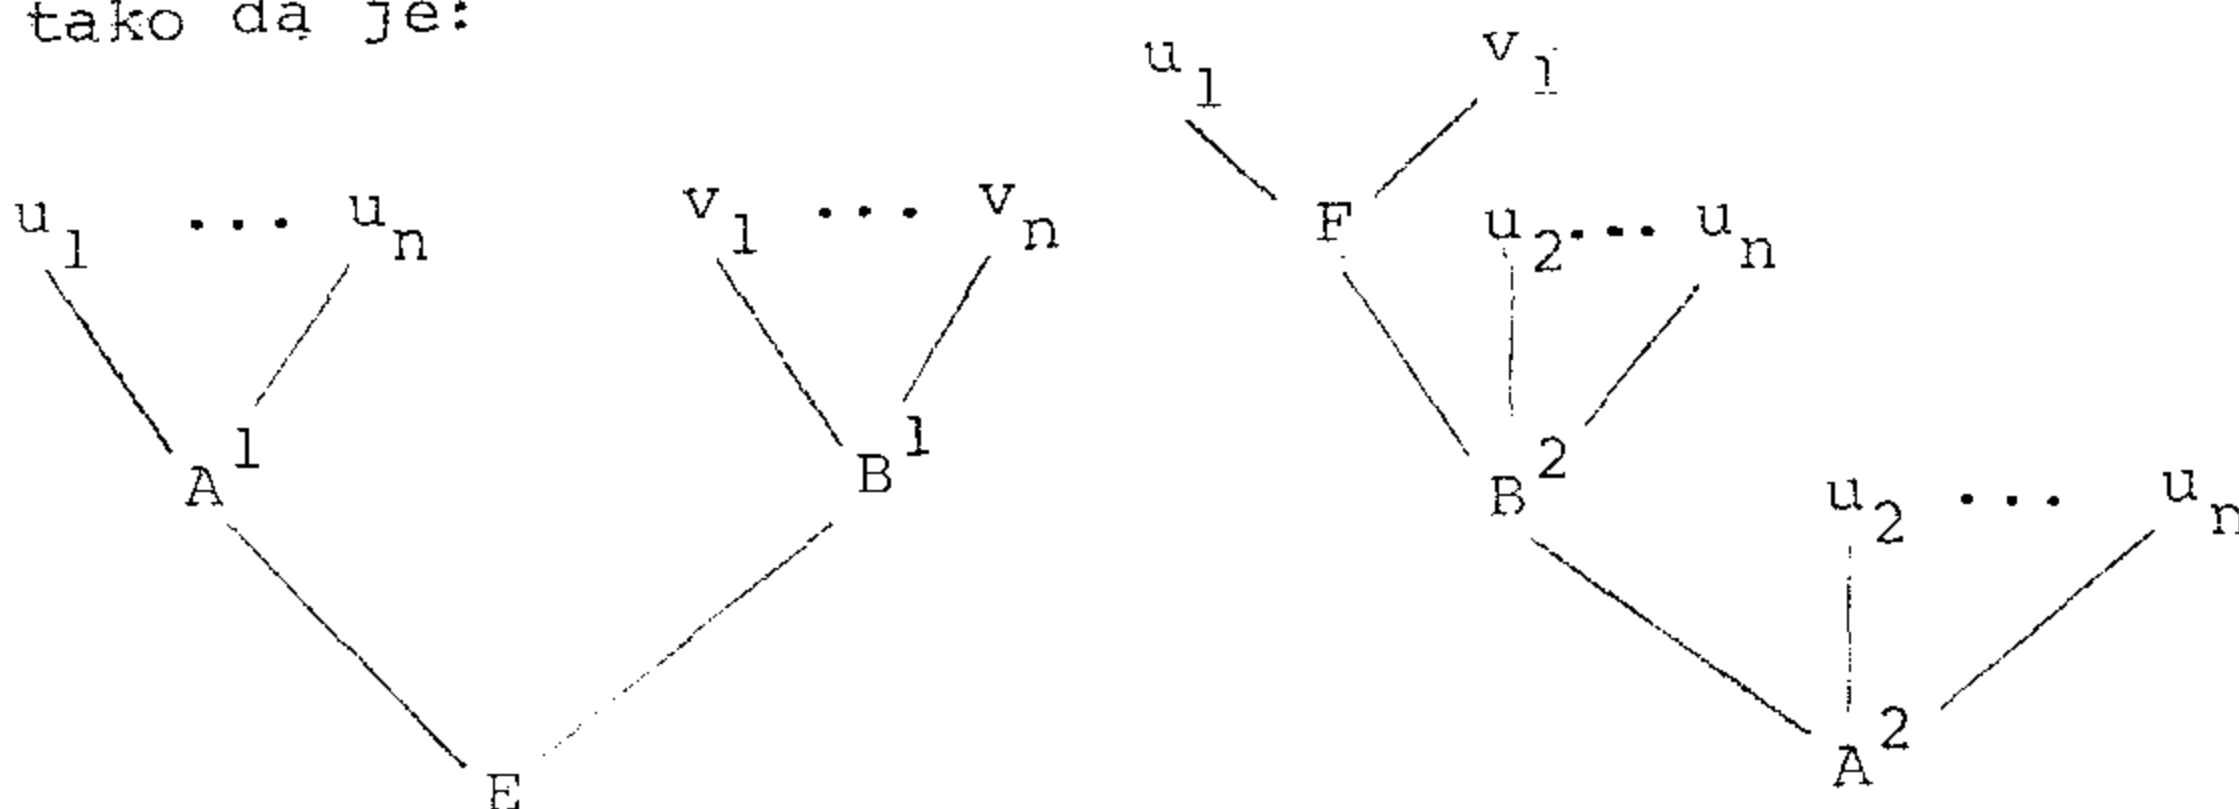 tako da je:
u₁ v₁
u₁ ... uₙ v₁ ... vₙ F u₂ ... uₙ
A¹ B¹ B² u₂ ... uₙ
E A²